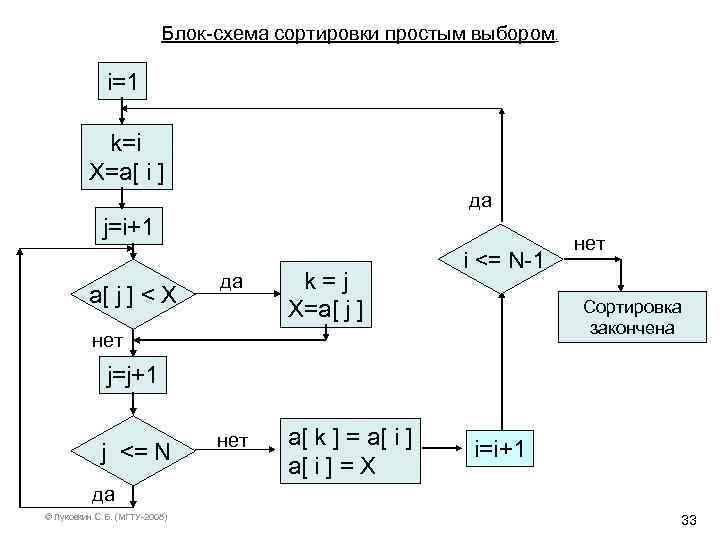 Блок-схема сортировки простым выбором.
i=1
k=i
X=a[ i ]
да
j=i+1
i <= N-1
нет
a[ j ] < X
да
k = j
X=a[ j ]
Сортировка
закончена
нет
j=j+1
j <= N
нет
a[ k ] = a[ i ]
a[ i ] = X
i=i+1
да
© Луковкин С. Б. (МГТУ-2008)
33